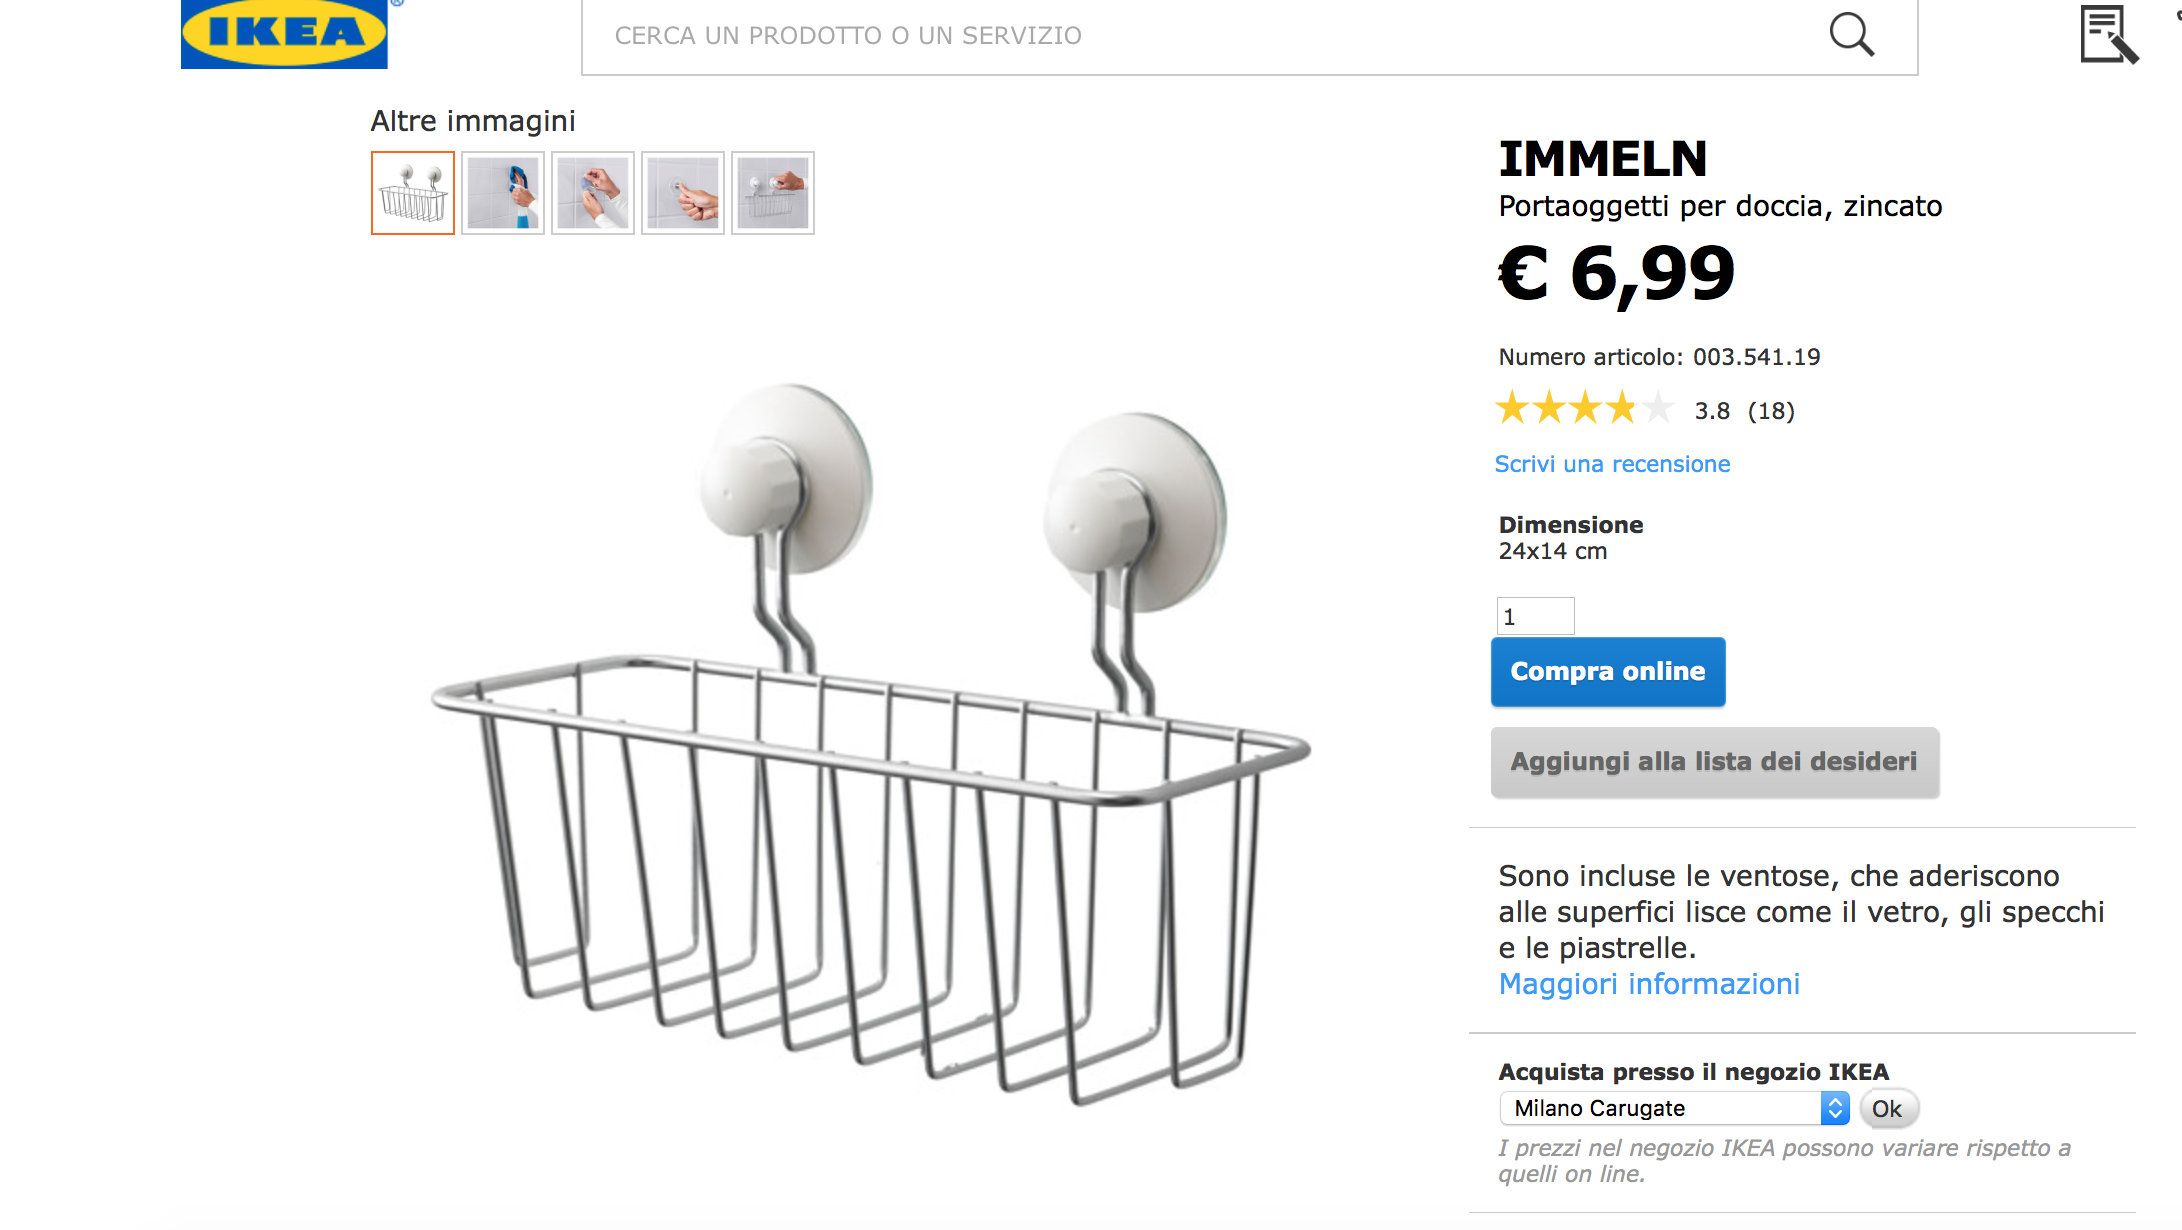 IKEA®
CERCA UN PRODOTTO O UN SERVIZIO
Altre immagini
IMMELN
Portaoggetti per doccia, zincato
€ 6,99
Numero articolo: 003.541.19
3.8 (18)
Scrivi una recensione
Dimensione
24x14 cm
1
Compra online
Aggiungi alla lista dei desideri
Sono incluse le ventose, che aderiscono
alle superfici lisce come il vetro, gli specchi
e le piastrelle.
Maggiori informazioni
Acquista presso il negozio IKEA
Milano Carugate
Ok
I prezzi nel negozio IKEA possono variare rispetto a
quelli on line.